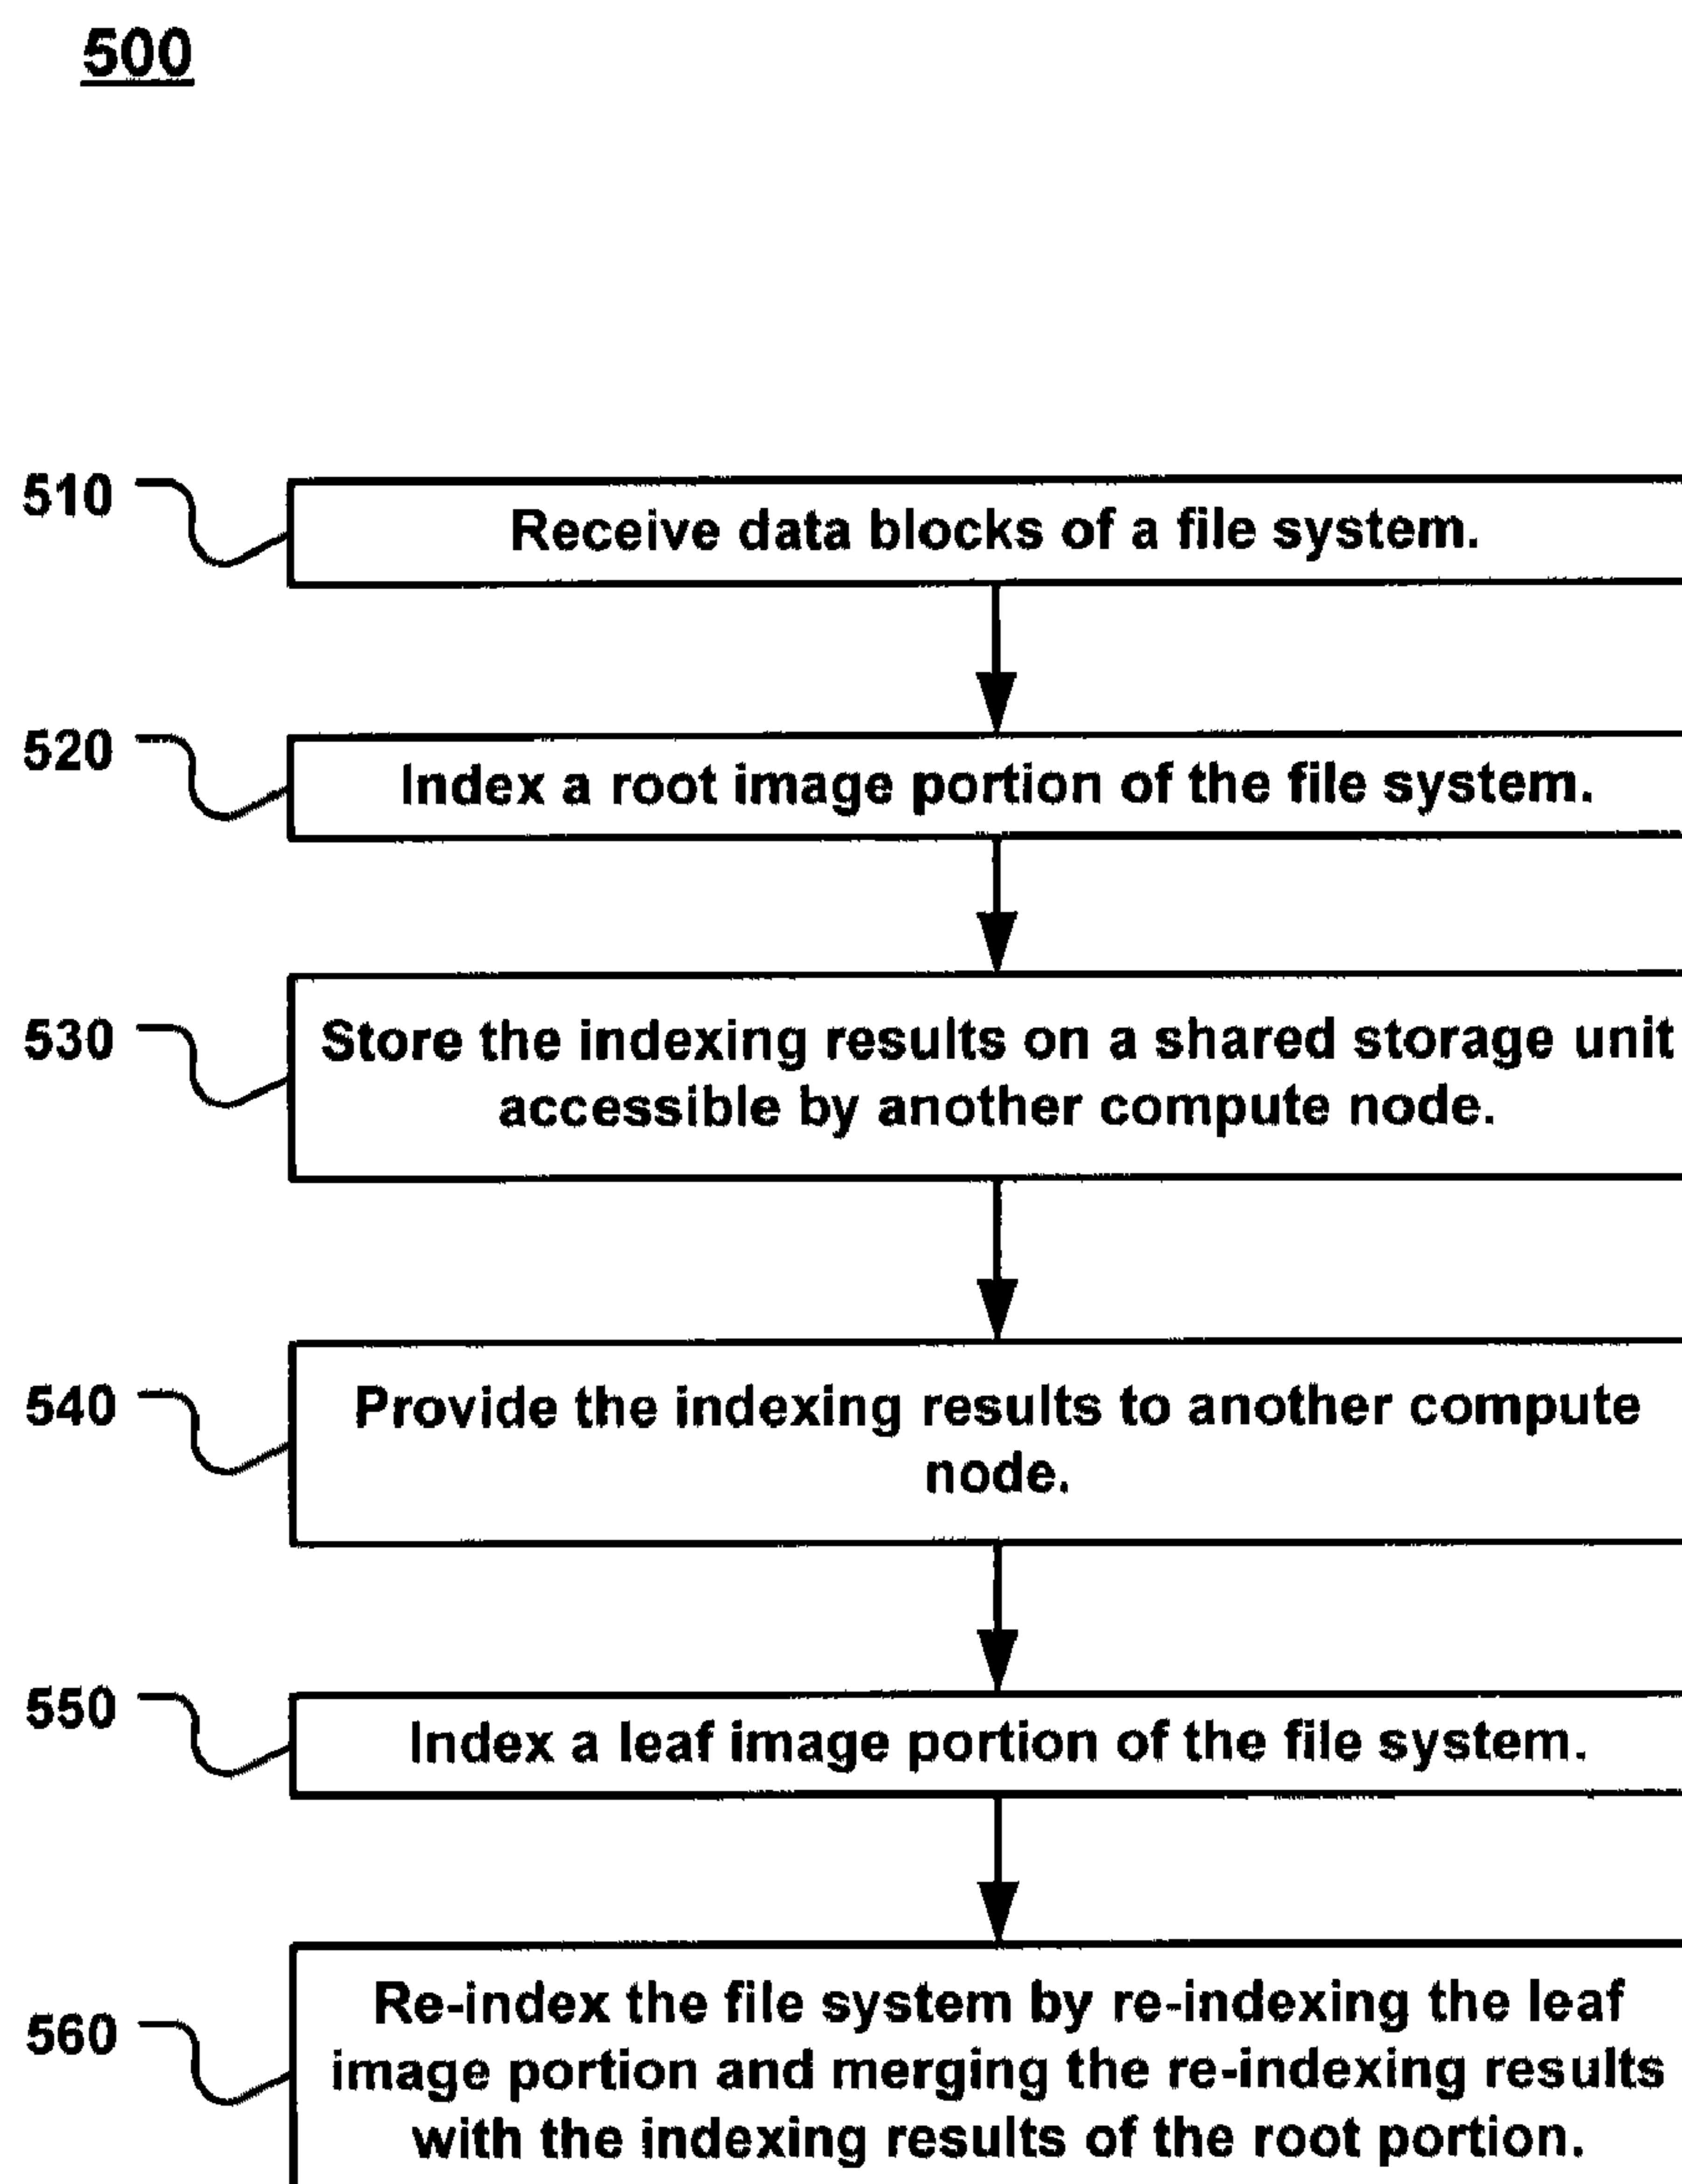 500
510
Receive data blocks of a file system.
520
Index a root image portion of the file system.
530
Store the indexing results on a shared storage unit
accessible by another compute node.
540
Provide the indexing results to another compute
node.
550
Index a leaf image portion of the file system.
560
Re-index the file system by re-indexing the leaf
image portion and merging the re-indexing results
with the indexing results of the root portion.